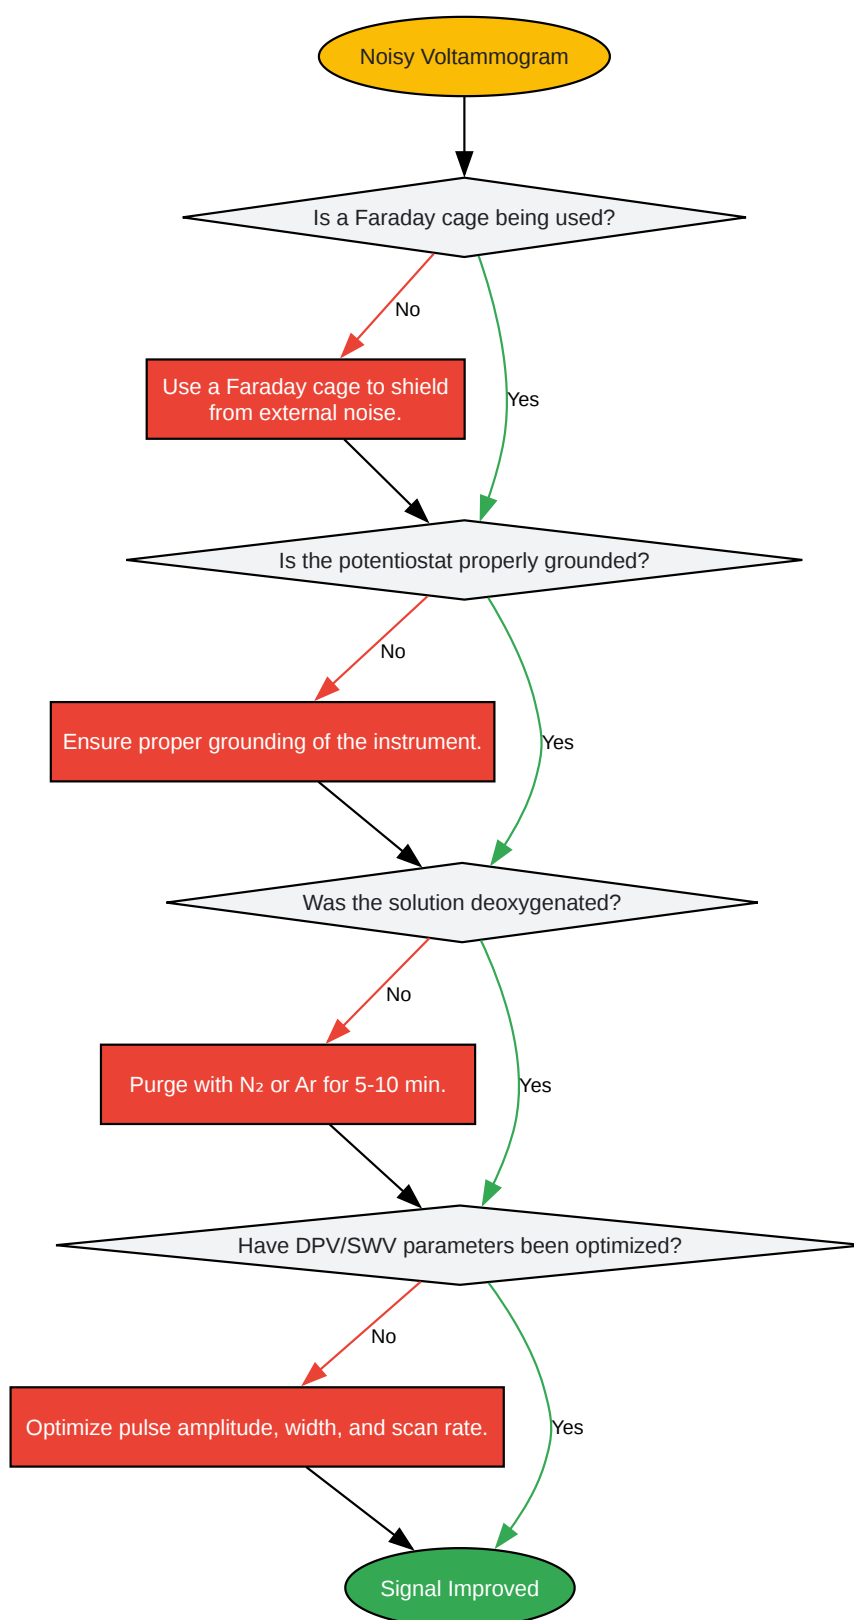 Noisy Voltammogram
Is a Faraday cage being used?
No
Use a Faraday cage to shield
from external noise.
Yes
Is the potentiostat properly grounded?
No
Ensure proper grounding of the instrument.
Yes
Was the solution deoxygenated?
No
Purge with N₂ or Ar for 5-10 min.
Yes
Have DPV/SWV parameters been optimized?
No
Optimize pulse amplitude, width, and scan rate.
Yes
Signal Improved